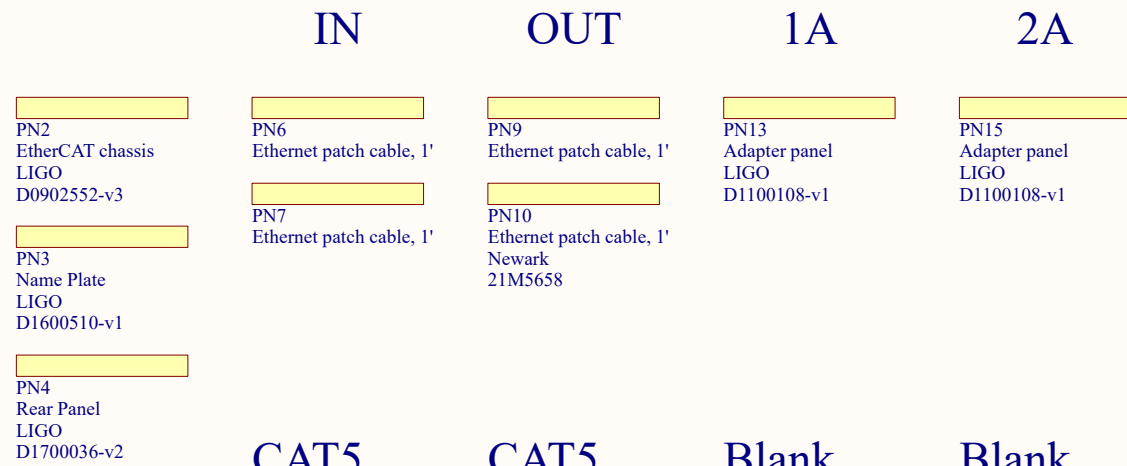 IN
OUT
1A
2A
PN2
EtherCAT chassis
LIGO
D0902552-v3
PN3
Name Plate
LIGO
D1600510-v1
PN4
Rear Panel
LIGO
D1700036-v2
PN6
Ethernet patch cable, 1'
PN7
Ethernet patch cable, 1'
CAT5
PN9
Ethernet patch cable, 1'
PN10
Ethernet patch cable, 1'
Newark
21M5658
CAT5
PN13
Adapter panel
LIGO
D1100108-v1
Blank
PN15
Adapter panel
LIGO
D1100108-v1
Blank